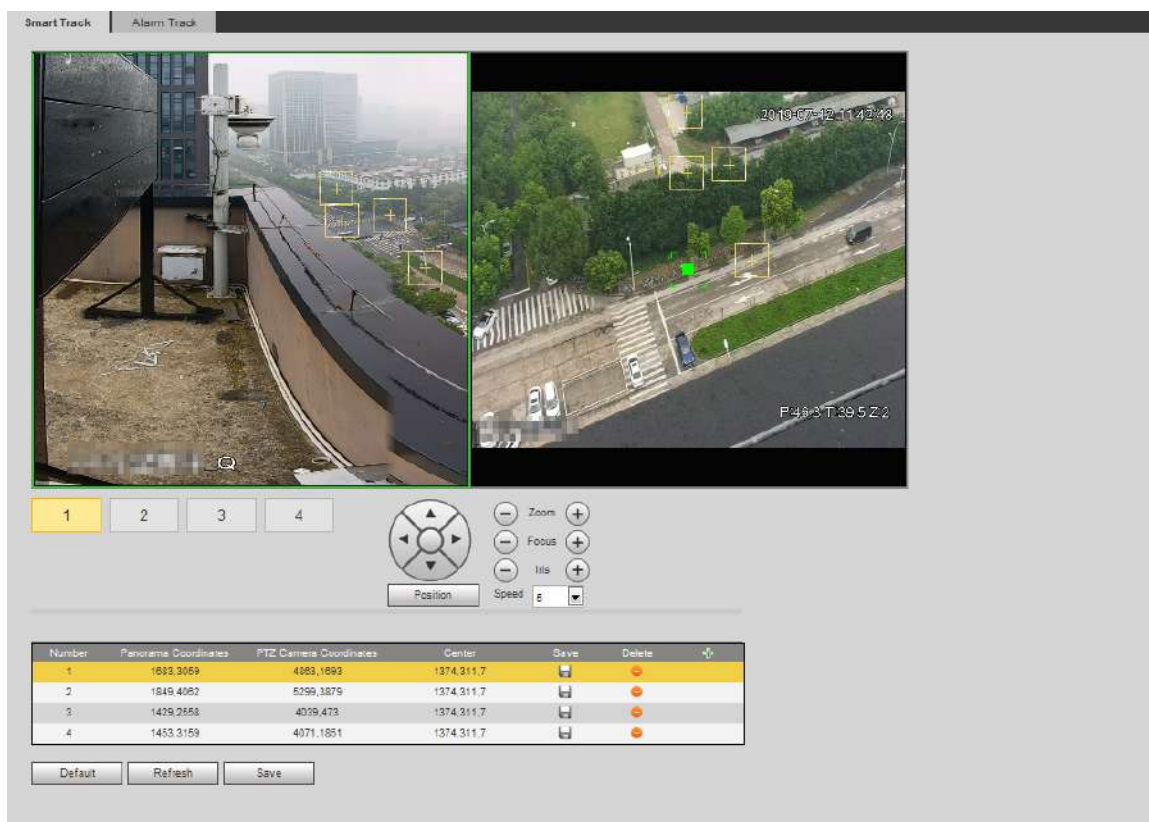 Smart Track Alarm Track
2019-07-12 11:42:48
P:46.3 T:39.5 Z:2
Q
1 2 3 4
Zoom
Focus
Iris
Position Speed
Number Panorama Coordinates PTZ Camera Coordinates Center Save Delete
1 1683,3059 4863,1693 1374,311,7
2 1849,4062 5299,3879 1374,311,7
3 1429,2558 4039,473 1374,311,7
4 1453,3159 4071,1851 1374,311,7
Default Refresh Save